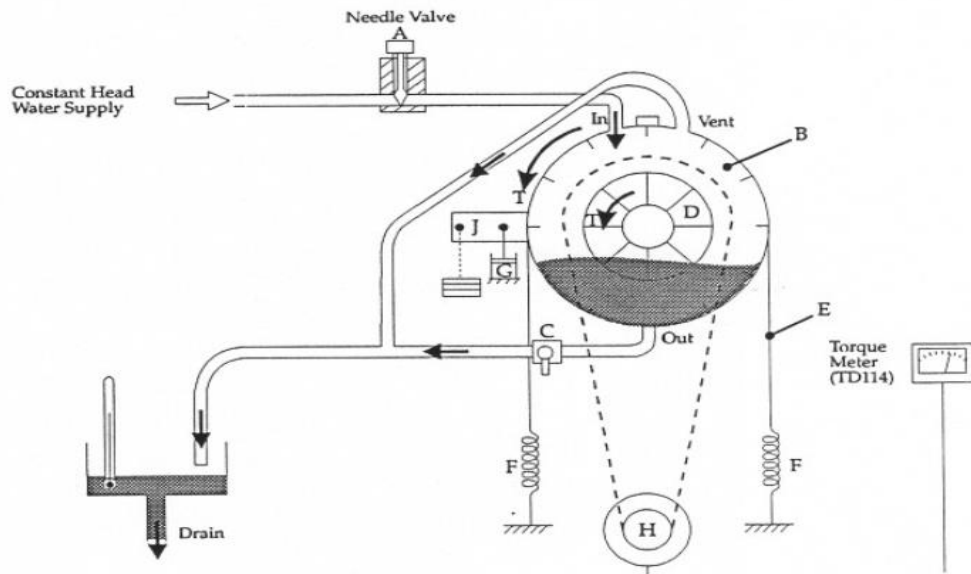 Needle Valve
A
Constant Head
Water Supply
In
Vent
B
T
D
T
J
G
E
C
Out
Torque
Meter
(TD114)
F
F
H
Drain